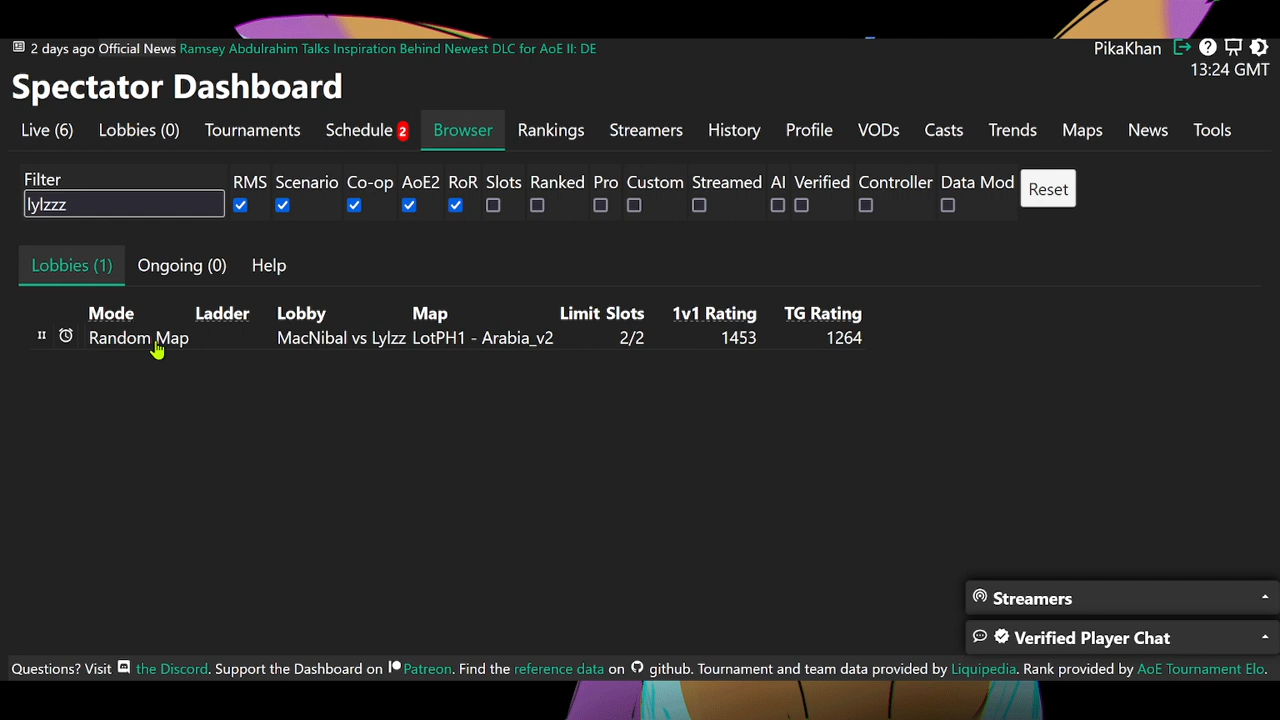 2 days ago Official News Ramsey Abdulrahim Talks Inspiration Behind Newest DLC for AoE II: DE
PikaKhan
13:24 GMT
Spectator Dashboard
Live (6) Lobbies (0) Tournaments Schedule 2 Browser Rankings Streamers History Profile VODs Casts Trends Maps News Tools
Filter RMS Scenario Co-op AoE2 RoR Slots Ranked Pro Custom Streamed AI Verified Controller Data Mod Reset
lylzzz
Lobbies (1) Ongoing (0) Help
Mode Ladder Lobby Map Limit Slots 1v1 Rating TG Rating
Random Map MacNibal vs Lylzz LotPH1 - Arabia_v2 2/2 1453 1264
Streamers
Verified Player Chat
Questions? Visit the Discord. Support the Dashboard on Patreon. Find the reference data on github. Tournament and team data provided by Liquipedia. Rank provided by AoE Tournament Elo.